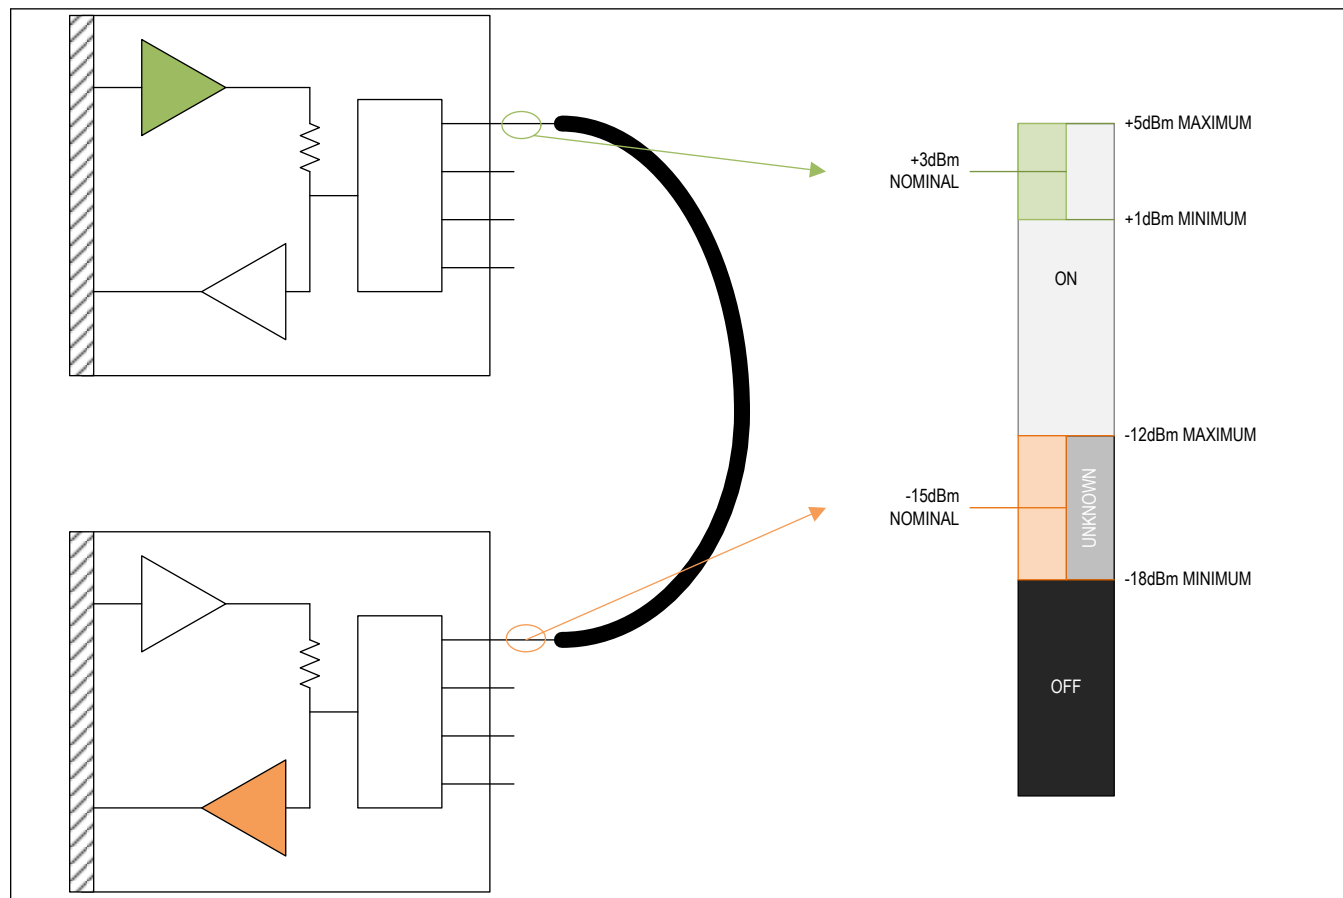 +5dBm MAXIMUM
+3dBm
NOMINAL
+1dBm MINIMUM
ON
-12dBm MAXIMUM
-15dBm
NOMINAL
UNKNOWN
-18dBm MINIMUM
OFF